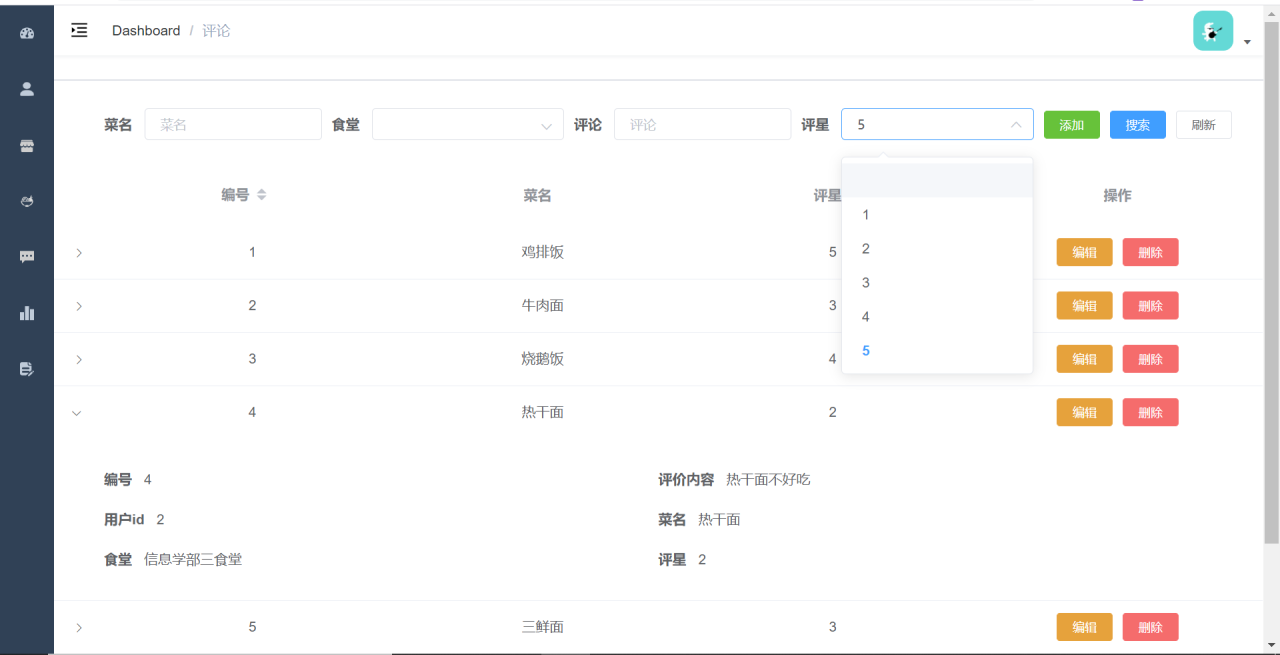 Dashboard / 评论
菜名 菜名 食堂 评论 评论 评星 5 添加 搜索 刷新
编号 菜名 评星 操作
1
2
3
4
5
1 鸡排饭 5 编辑 删除
2 牛肉面 3 编辑 删除
3 烧鹅饭 4 编辑 删除
4 热干面 2 编辑 删除
编号 4 评价内容 热干面不好吃
用户id 2 菜名 热干面
食堂 信息学部三食堂 评星 2
5 三鲜面 3 编辑 删除